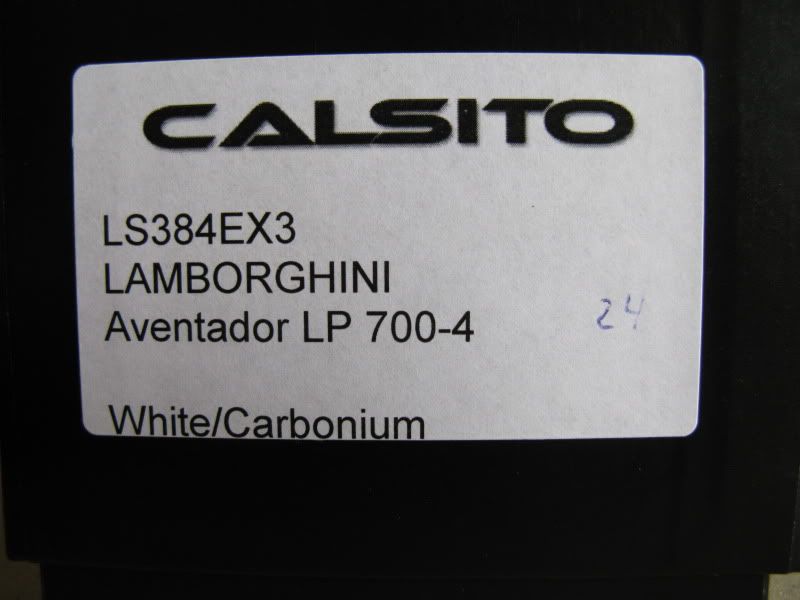 CALSITO
LS384EX3
LAMBORGHINI
Aventador LP 700-4
24
White/Carbonium